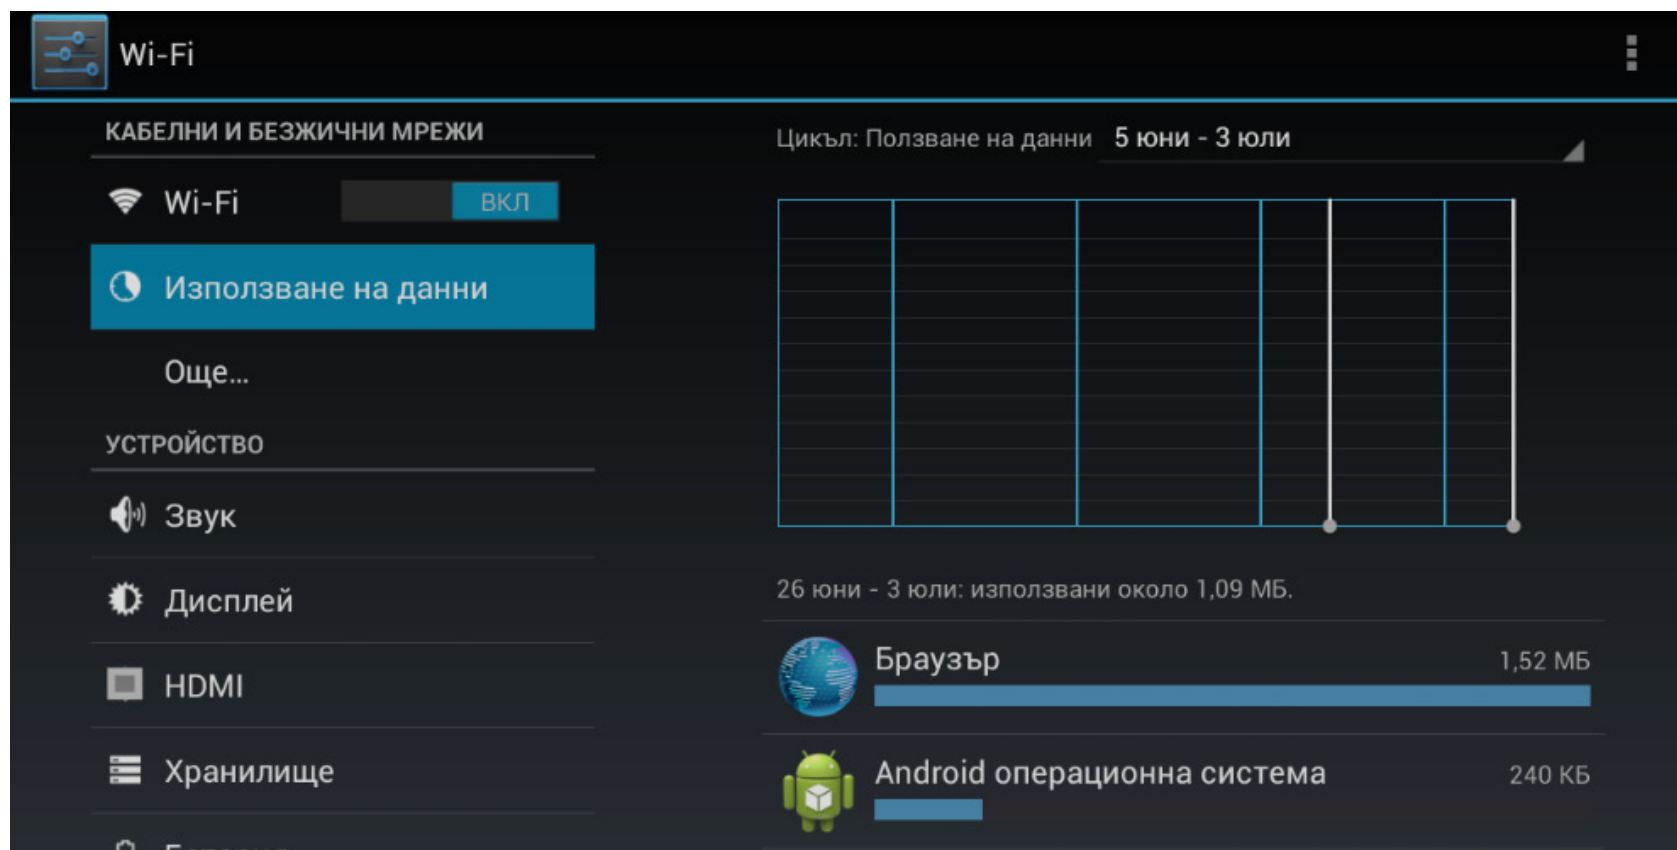 Wi-Fi
КАБЕЛНИ И БЕЗЖИЧНИ МРЕЖИ
Wi-Fi ВКЛ
Използване на данни
Още...
УСТРОЙСТВО
Звук
Дисплей
HDMI
Хранилище
Цикъл: Ползване на данни 5 юни - 3 юли
26 юни - 3 юли: използвани около 1,09 МБ.
Браузър 1,52 МБ
Android операционна система 240 КБ